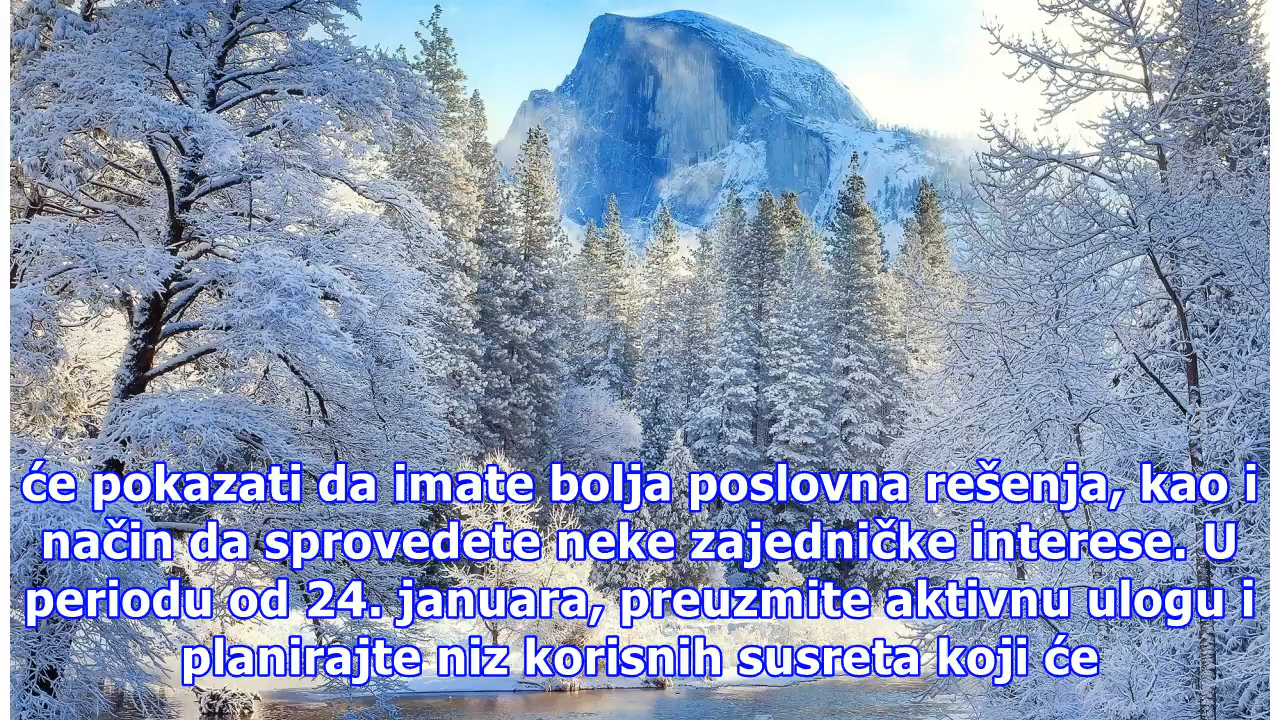 će pokazati da imate bolja poslovna rešenja, kao i
način da sprovedete neke zajedničke interese. U
periodu od 24. januara, preuzmite aktivnu ulogu i
planirajte niz korisnih susreta koji će